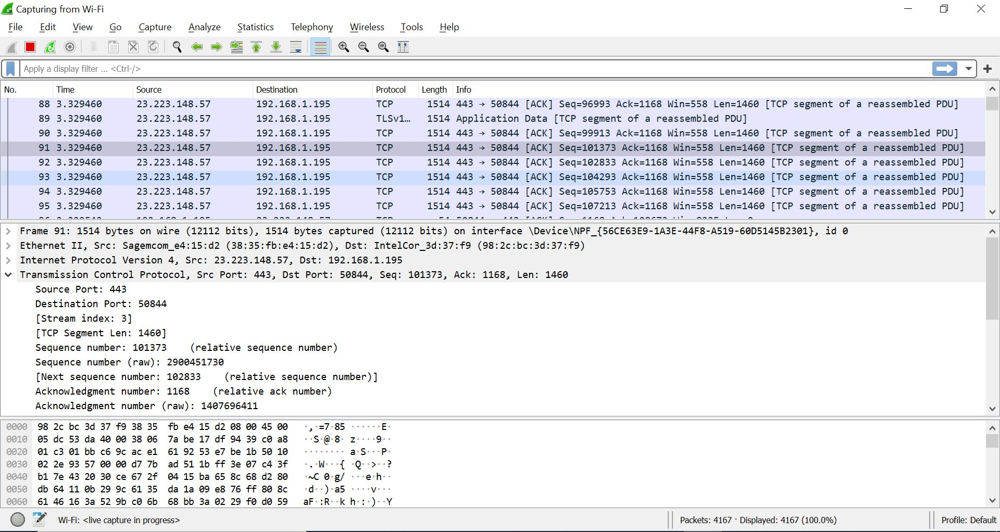 Capturing from Wi-Fi
File Edit View Go Capture Analyze Statistics Telephony Wireless Tools Help
Apply a display filter ... <Ctrl-/>
No. Time Source Destination Protocol Length Info
88 3.329460 23.223.148.57 192.168.1.195 TCP 1514 443 → 50844 [ACK] Seq=96993 Ack=1168 Win=558 Len=1460 [TCP segment of a reassembled PDU]
89 3.329460 23.223.148.57 192.168.1.195 TLSv1… 1514 Application Data [TCP segment of a reassembled PDU]
90 3.329460 23.223.148.57 192.168.1.195 TCP 1514 443 → 50844 [ACK] Seq=99913 Ack=1168 Win=558 Len=1460 [TCP segment of a reassembled PDU]
91 3.329460 23.223.148.57 192.168.1.195 TCP 1514 443 → 50844 [ACK] Seq=101373 Ack=1168 Win=558 Len=1460 [TCP segment of a reassembled PDU]
92 3.329460 23.223.148.57 192.168.1.195 TCP 1514 443 → 50844 [ACK] Seq=102833 Ack=1168 Win=558 Len=1460 [TCP segment of a reassembled PDU]
93 3.329460 23.223.148.57 192.168.1.195 TCP 1514 443 → 50844 [ACK] Seq=104293 Ack=1168 Win=558 Len=1460 [TCP segment of a reassembled PDU]
94 3.329460 23.223.148.57 192.168.1.195 TCP 1514 443 → 50844 [ACK] Seq=105753 Ack=1168 Win=558 Len=1460 [TCP segment of a reassembled PDU]
95 3.329460 23.223.148.57 192.168.1.195 TCP 1514 443 → 50844 [ACK] Seq=107213 Ack=1168 Win=558 Len=1460 [TCP segment of a reassembled PDU]
Frame 91: 1514 bytes on wire (12112 bits), 1514 bytes captured (12112 bits) on interface \Device\NPF_{56CE63E9-1A3E-44F8-A519-60D5145B2301}, id 0
Ethernet II, Src: Sagemcom_e4:15:d2 (38:35:fb:e4:15:d2), Dst: IntelCor_3d:37:f9 (98:2c:bc:3d:37:f9)
Internet Protocol Version 4, Src: 23.223.148.57, Dst: 192.168.1.195
Transmission Control Protocol, Src Port: 443, Dst Port: 50844, Seq: 101373, Ack: 1168, Len: 1460
Source Port: 443
Destination Port: 50844
[Stream index: 3]
[TCP Segment Len: 1460]
Sequence number: 101373 (relative sequence number)
Sequence number (raw): 2900451730
[Next sequence number: 102833 (relative sequence number)]
Acknowledgment number: 1168 (relative ack number)
Acknowledgment number (raw): 1407696411
0000 98 2c bc 3d 37 f9 38 35 fb e4 15 d2 08 00 45 00 ·,·=7·85 ······E·
0010 05 dc 53 da 40 00 38 06 7a be 17 df 94 39 c0 a8 ··S·@·8· z····9··
0020 01 c3 01 bb c6 9c ac e1 61 92 53 e7 be 1b 50 10 ········ a·S···P·
0030 02 2e 93 57 00 00 d7 7b ad 51 1b ff 3e 07 c4 3f ·.·W···{ ·Q··>··?
0040 b1 7e 43 20 30 ce 67 2f 04 15 ba 65 8c 68 d2 80 ·~C 0·g/ ···e·h··
0050 db 64 11 0b 29 9c 61 35 da 1a 09 e8 76 ff 80 8c ·d··)·a5 ····v···
0060 61 46 16 3a 52 9b c0 6b 68 bb 3a 02 29 f0 d0 59 aF·:R··k h·:·)··Y
Wi-Fi: <live capture in progress> Packets: 4167 · Displayed: 4167 (100.0%) Profile: Default